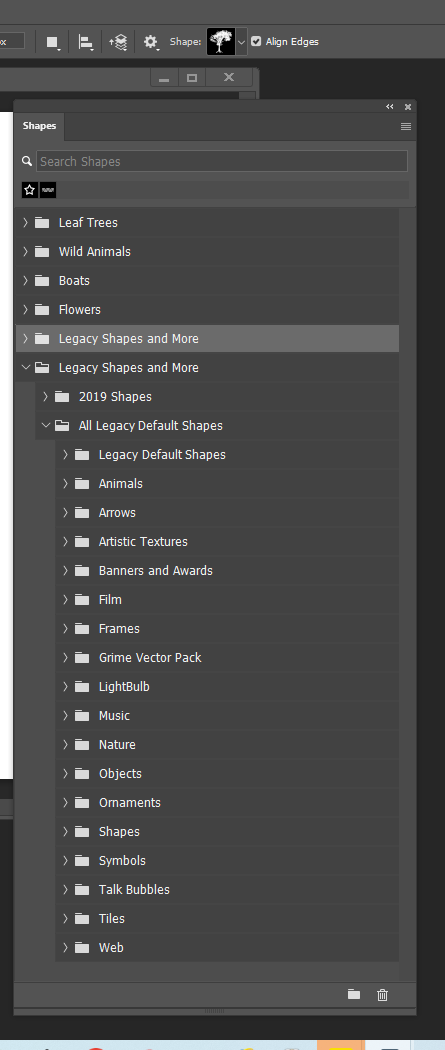 Shape:
Align Edges
Shapes
Search Shapes
Leaf Trees
Wild Animals
Boats
Flowers
Legacy Shapes and More
Legacy Shapes and More
2019 Shapes
All Legacy Default Shapes
Legacy Default Shapes
Animals
Arrows
Artistic Textures
Banners and Awards
Film
Frames
Grime Vector Pack
LightBulb
Music
Nature
Objects
Ornaments
Shapes
Symbols
Talk Bubbles
Tiles
Web